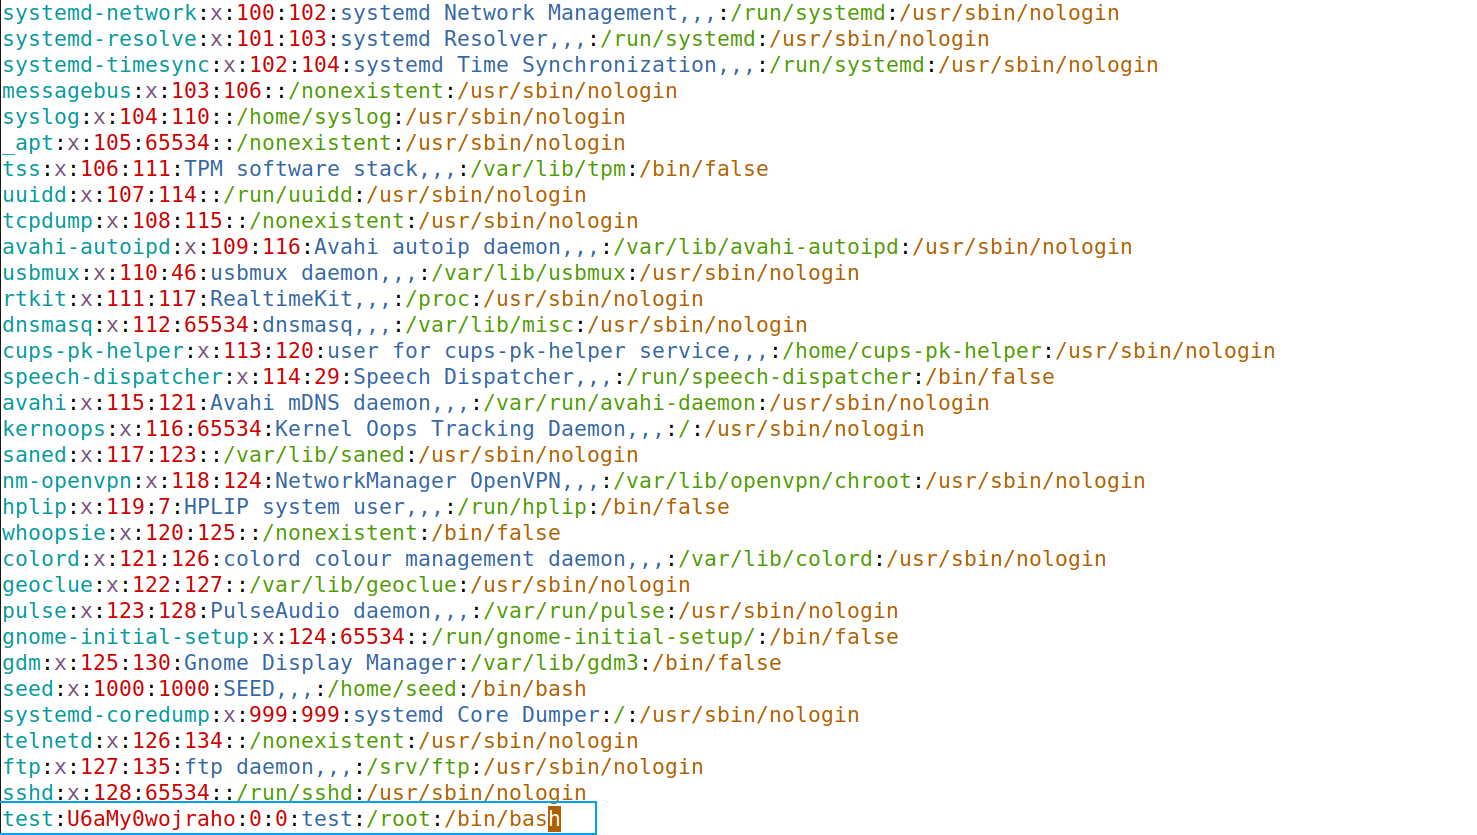 systemd-network:x:100:102:systemd Network Management,,,:/run/systemd:/usr/sbin/nologin
systemd-resolve:x:101:103:systemd Resolver,,,:/run/systemd:/usr/sbin/nologin
systemd-timesync:x:102:104:systemd Time Synchronization,,,:/run/systemd:/usr/sbin/nologin
messagebus:x:103:106::/nonexistent:/usr/sbin/nologin
syslog:x:104:110::/home/syslog:/usr/sbin/nologin
_apt:x:105:65534::/nonexistent:/usr/sbin/nologin
tss:x:106:111:TPM software stack,,,:/var/lib/tpm:/bin/false
uuidd:x:107:114::/run/uuidd:/usr/sbin/nologin
tcpdump:x:108:115::/nonexistent:/usr/sbin/nologin
avahi-autoipd:x:109:116:Avahi autoip daemon,,,:/var/lib/avahi-autoipd:/usr/sbin/nologin
usbmux:x:110:46:usbmux daemon,,,:/var/lib/usbmux:/usr/sbin/nologin
rtkit:x:111:117:RealtimeKit,,,:/proc:/usr/sbin/nologin
dnsmasq:x:112:65534:dnsmasq,,,:/var/lib/misc:/usr/sbin/nologin
cups-pk-helper:x:113:120:user for cups-pk-helper service,,,:/home/cups-pk-helper:/usr/sbin/nologin
speech-dispatcher:x:114:29:Speech Dispatcher,,,:/run/speech-dispatcher:/bin/false
avahi:x:115:121:Avahi mDNS daemon,,,:/var/run/avahi-daemon:/usr/sbin/nologin
kernoops:x:116:65534:Kernel Oops Tracking Daemon,,,:/:/usr/sbin/nologin
saned:x:117:123::/var/lib/saned:/usr/sbin/nologin
nm-openvpn:x:118:124:NetworkManager OpenVPN,,,:/var/lib/openvpn/chroot:/usr/sbin/nologin
hplip:x:119:7:HPLIP system user,,,:/run/hplip:/bin/false
whoopsie:x:120:125::/nonexistent:/bin/false
colord:x:121:126:colord colour management daemon,,,:/var/lib/colord:/usr/sbin/nologin
geoclue:x:122:127::/var/lib/geoclue:/usr/sbin/nologin
pulse:x:123:128:PulseAudio daemon,,,:/var/run/pulse:/usr/sbin/nologin
gnome-initial-setup:x:124:65534::/run/gnome-initial-setup/:/bin/false
gdm:x:125:130:Gnome Display Manager:/var/lib/gdm3:/bin/false
seed:x:1000:1000:SEED,,,:/home/seed:/bin/bash
systemd-coredump:x:999:999:systemd Core Dumper:/:/usr/sbin/nologin
telnetd:x:126:134::/nonexistent:/usr/sbin/nologin
ftp:x:127:135:ftp daemon,,,:/srv/ftp:/usr/sbin/nologin
sshd:x:128:65534::/run/sshd:/usr/sbin/nologin
test:U6aMy0wojraho:0:0:test:/root:/bin/bash